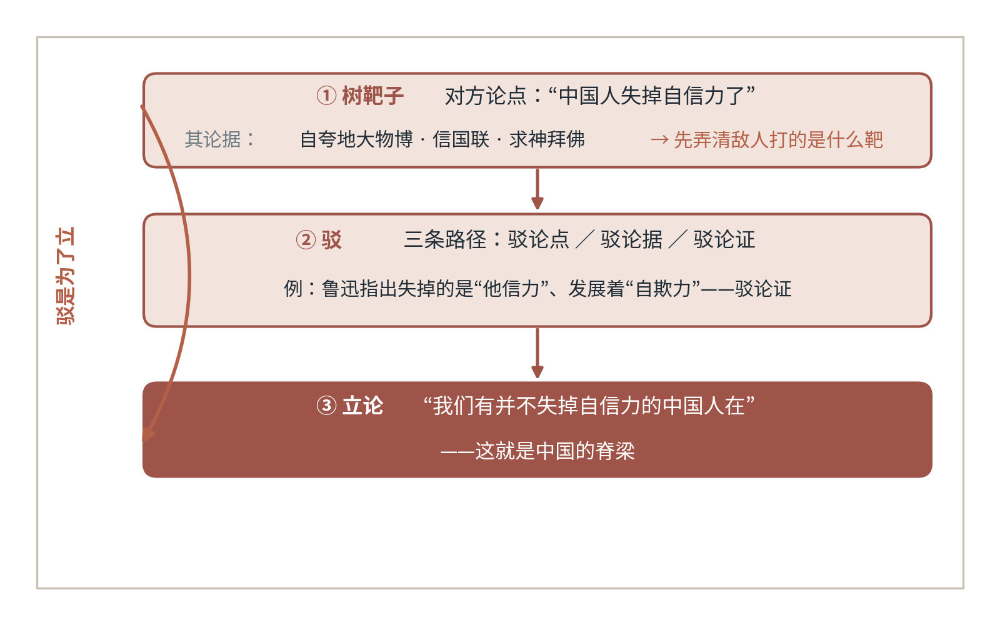 ① 树靶子 对方论点：“中国人失掉自信力了”
其论据： 自夸地大物博 · 信国联 · 求神拜佛 → 先弄清敌人打的是什么靶
② 驳 三条路径：驳论点 ／ 驳论据 ／ 驳论证
例：鲁迅指出失掉的是“他信力”、发展着“自欺力”——驳论证
③ 立论 “我们有并不失掉自信力的中国人在”
——这就是中国的脊梁
驳是为了立